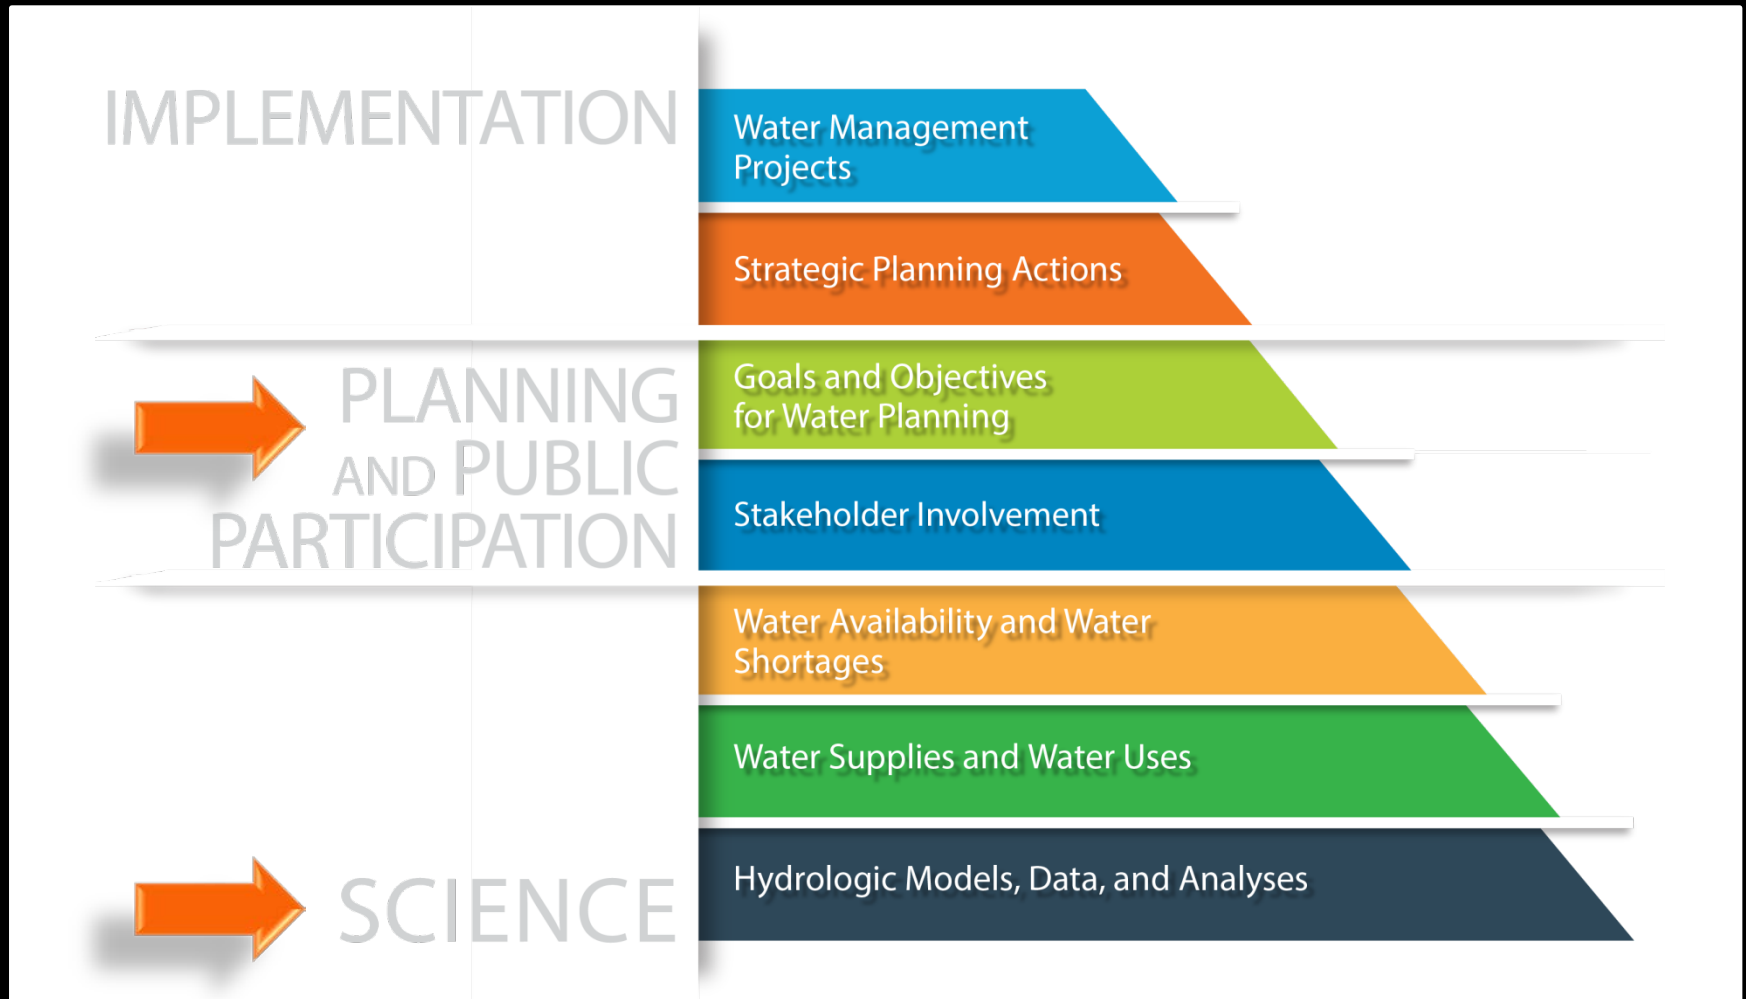 IMPLEMENTATION
Water Management
Projects
Strategic Planning Actions
PLANNING
AND PUBLIC
PARTICIPATION
Goals and Objectives
for Water Planning
Stakeholder Involvement
Water Availability and Water
Shortages
Water Supplies and Water Uses
SCIENCE
Hydrologic Models, Data, and Analyses